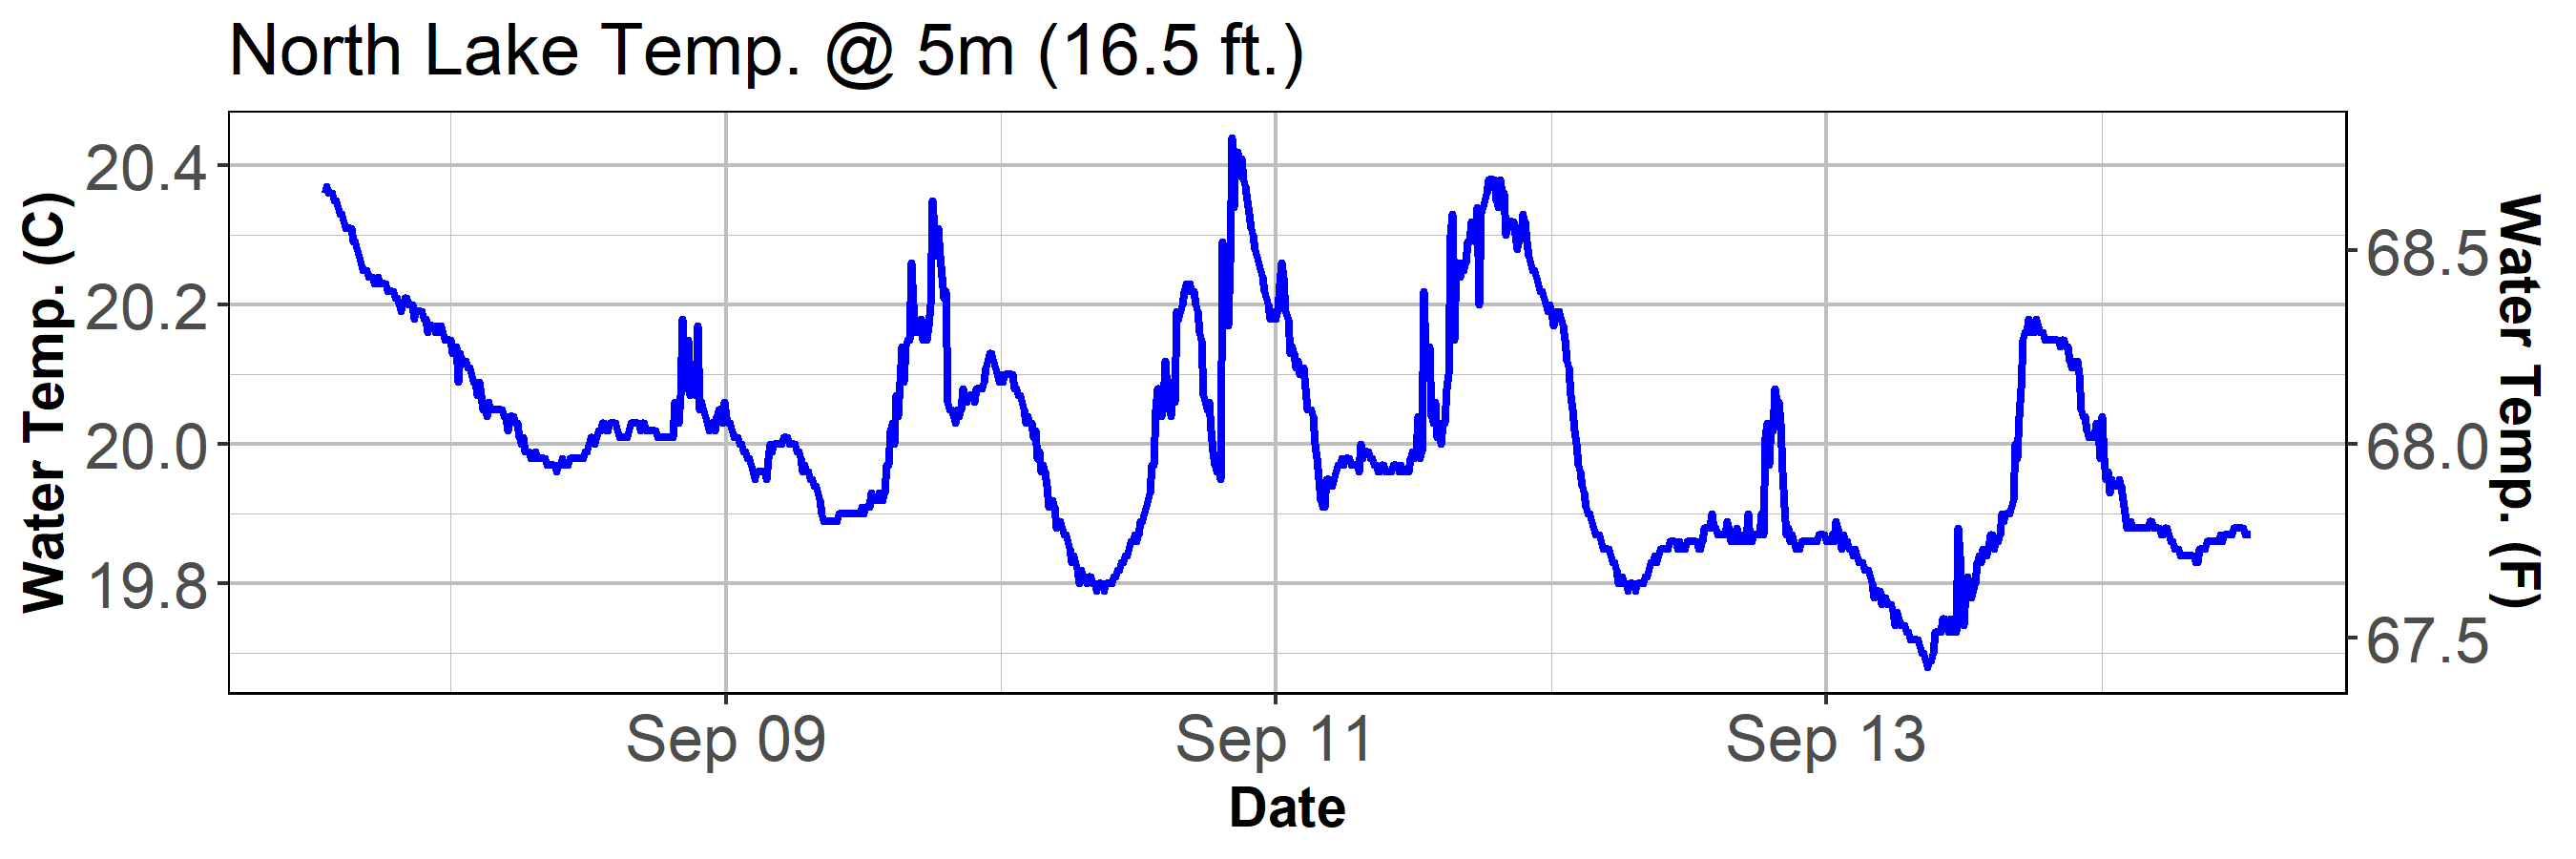 North Lake Temp. @ 5m (16.5 ft.)
Water Temp. (C)
20.4
20.2
20.0
19.8
68.5
68.0
67.5
Water Temp. (F)
Sep 09
Sep 11
Sep 13
Date